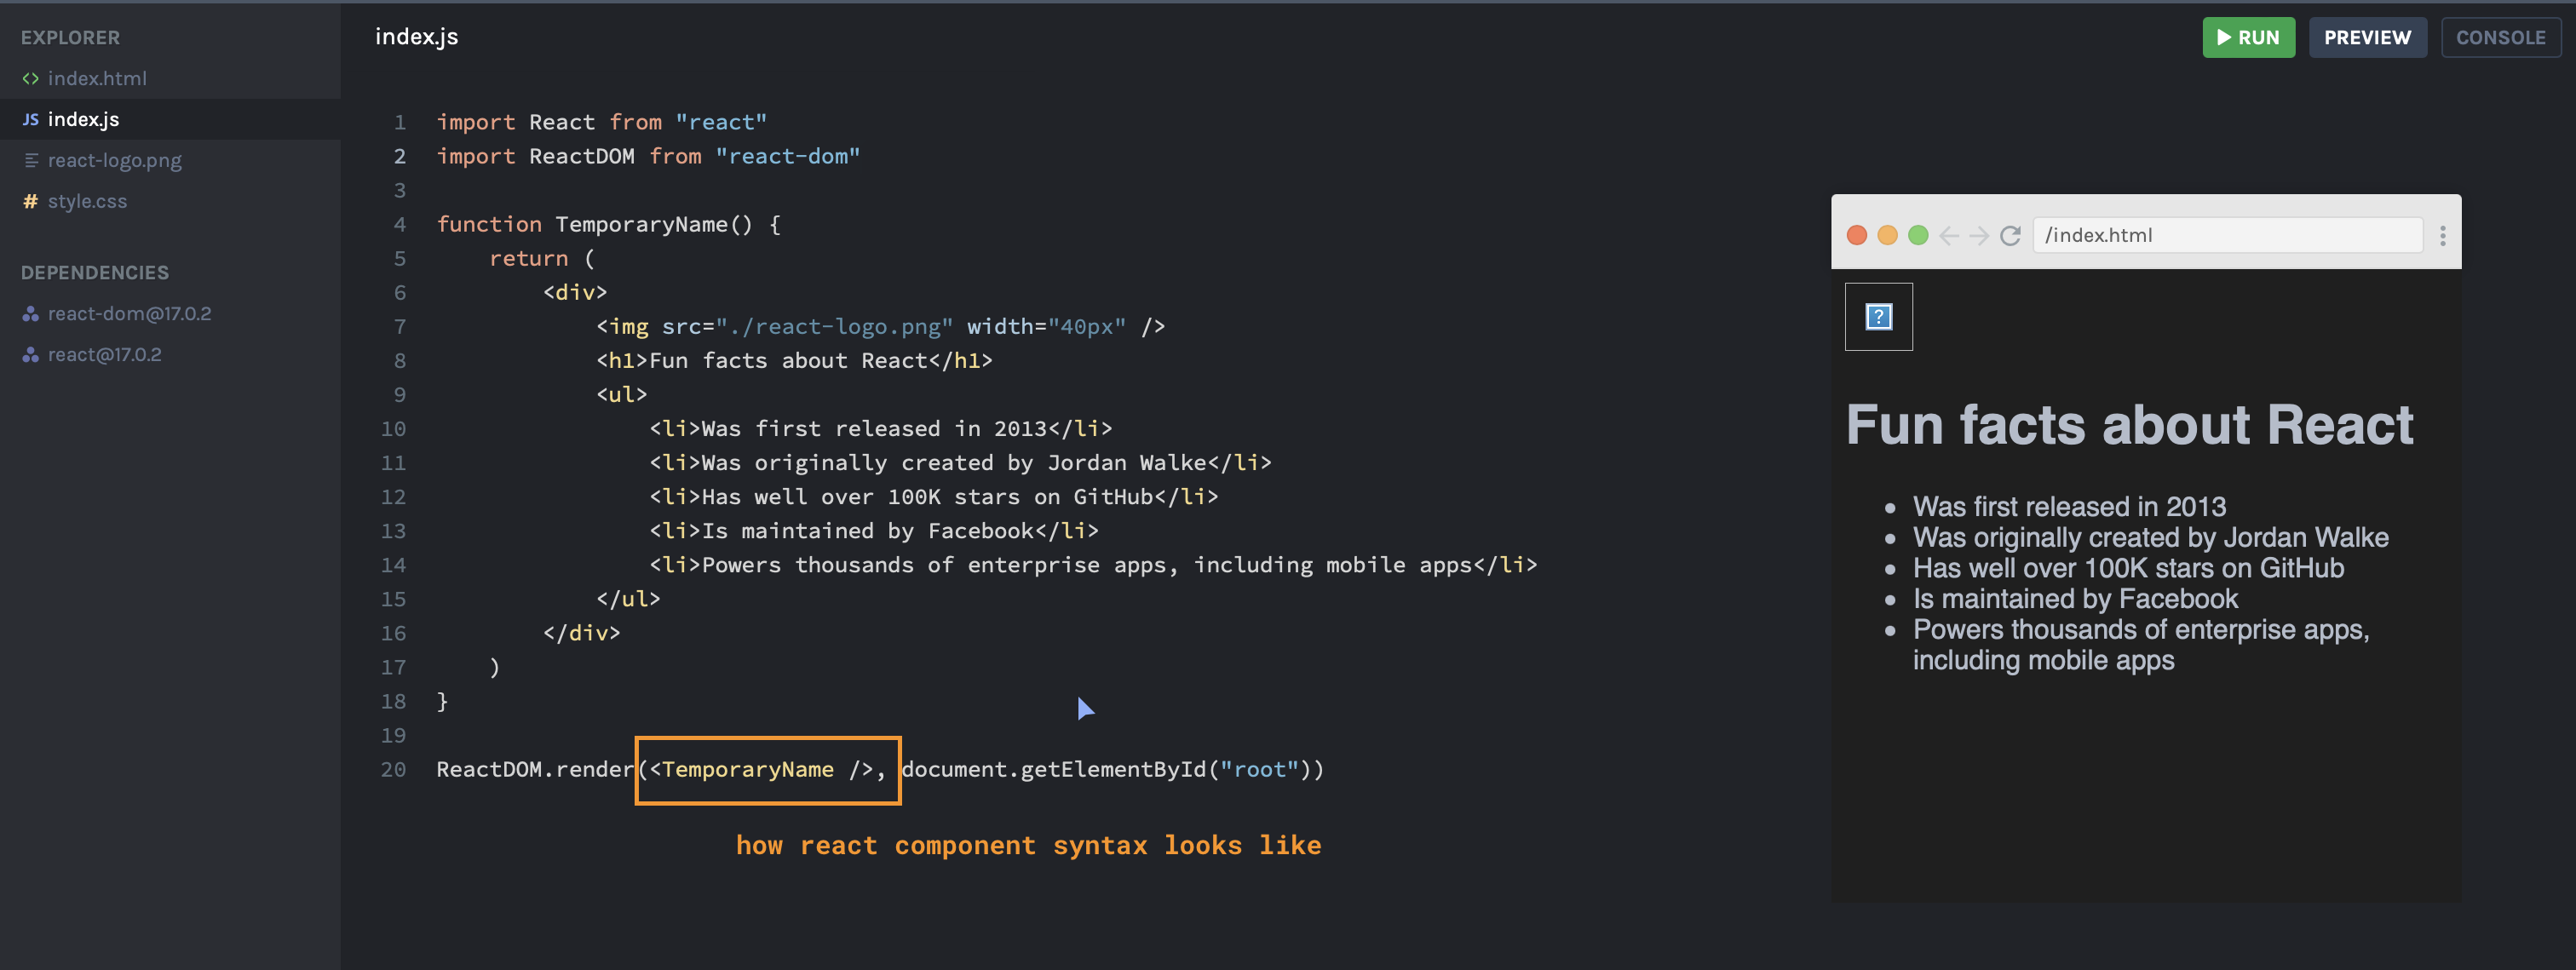 EXPLORER
index.html
JS index.js
react-logo.png
# style.css
DEPENDENCIES
react-dom@17.0.2
react@17.0.2
index.js
RUN
PREVIEW
CONSOLE
1 import React from "react"
2 import ReactDOM from "react-dom"
3
4 function TemporaryName() {
5 return (
6 <div>
7 <img src="./react-logo.png" width="40px" />
8 <h1>Fun facts about React</h1>
9 <ul>
10 <li>Was first released in 2013</li>
11 <li>Was originally created by Jordan Walke</li>
12 <li>Has well over 100K stars on GitHub</li>
13 <li>Is maintained by Facebook</li>
14 <li>Powers thousands of enterprise apps, including mobile apps</li>
15 </ul>
16 </div>
17 )
18 }
19
20 ReactDOM.render(<TemporaryName />, document.getElementById("root"))
how react component syntax looks like
/index.html
?
Fun facts about React
• Was first released in 2013
• Was originally created by Jordan Walke
• Has well over 100K stars on GitHub
• Is maintained by Facebook
• Powers thousands of enterprise apps,
including mobile apps